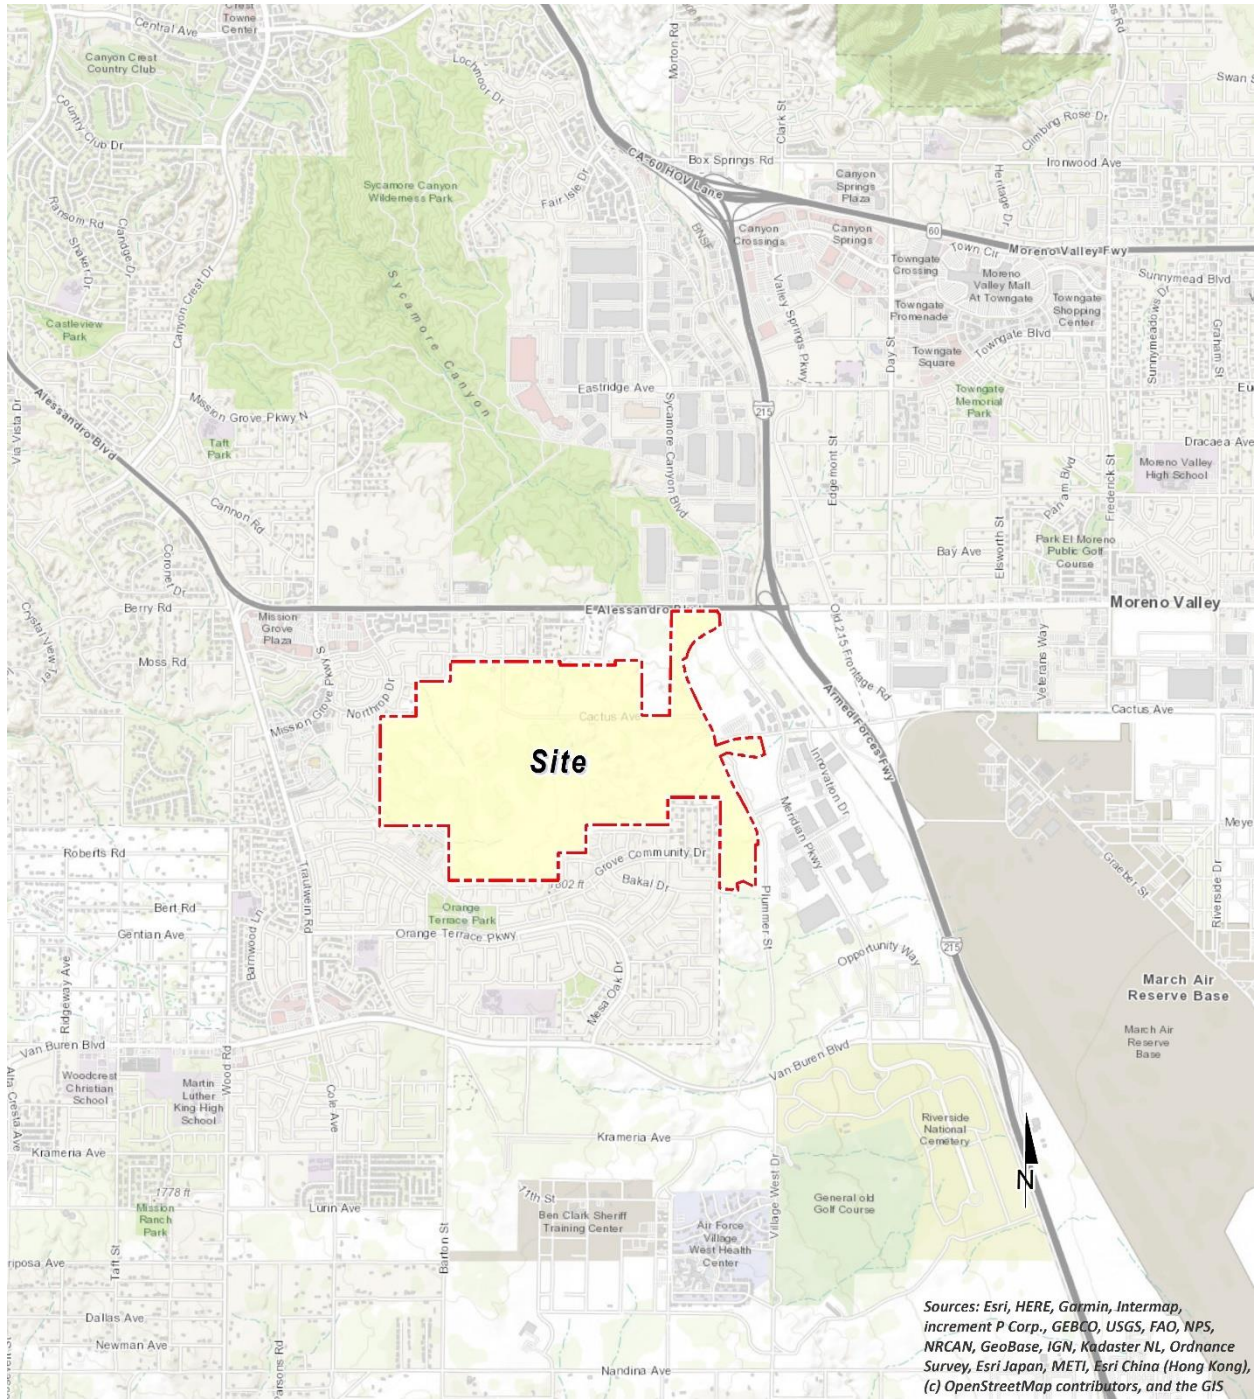 Crest
Towne
Center
Central Ave
Canyon Crest
Country Club
Lochmoor Dr
Morton Rd
Clark St
Swan S
Country Club Dr
Climbing Rose Dr
Box Springs Rd
Ironwood Ave
CA-60 HOV Lane
Canyon
Springs
Plaza
Heritage Dr
Sycamore Canyon
Wilderness Park
Fair Isle Dr
Ransom Rd
Shaker Dr
Glandge Dr
BNSF
Canyon
Crossings
Canyon
Springs
60
Moreno Valley Fwy
Town Cir
Towngate
Crossing
Moreno
Valley Mall
At Towngate
Sunnymead Blvd
Canyon Crest Dr
Sycamore Canyon
Valley Springs Pkwy
Towngate
Promenade
Towngate
Shopping
Center
Sunnymeadows Dr
Graham St
Castleview
Park
Day St
Towngate Blvd
Towngate
Square
Eastridge Ave
Via Vista Dr
Alessandro Blvd
Mission Grove Pkwy N
Sycamore Canyon Blvd
215
Towngate
Memorial
Park
Eu
Taft
Park
Edgemont St
Dracaea Ave
Pan am Blvd
Frederick St
Moreno Valley
High School
Cannon Rd
Elsworth St
Park El Moreno
Public Golf
Course
Bay Ave
Coronet Dr
Berry Rd
E Alessandro
Old 215 Frontage Rd
Moreno Valley
Crystal View Ter
Mission
Grove
Plaza
S
Mission Grove Pkwy
Moss Rd
Northrop Dr
Veterans Way
Armed Forces Fwy
Cactus Ave
Cactus Ave
Site
Innovation Dr
Meridian Pkwy
Meye
Roberts Rd
Trautwein Rd
Grove Community Dr
1602 ft
Bakal Dr
Graeber St
Riverside Dr
Bert Rd
Orange
Terrace Park
Plummer St
Gentian Ave
Barnwood Ln
Orange Terrace Pkwy
Opportunity Way
215
Ridgeway Ave
Mesa Oak Dr
March Air
Reserve Base
March Air
Reserve
Base
Van Buren Blvd
Van Buren Blvd
Woodcrest
Christian
School
Martin
Luther
King High
School
Wood Rd
Cole Ave
Alta Cresta Ave
Riverside
National
Cemetery
Krameria Ave
Krameria Ave
N
1778 ft
Mission
Ranch
Park
Lurin Ave
11th St
Ben Clark Sheriff
Training Center
Village West Dr
General old
Golf Course
Air Force
Village
West Health
Center
Barton St
Taft St
riposa Ave
Dallas Ave
Newman Ave
Parsons Rd
Nandina Ave
Sources: Esri, HERE, Garmin, Intermap,
increment P Corp., GEBCO, USGS, FAO, NPS,
NRCAN, GeoBase, IGN, Kadaster NL, Ordnance
Survey, Esri Japan, METI, Esri China (Hong Kong),
(c) OpenStreetMap contributors, and the GIS